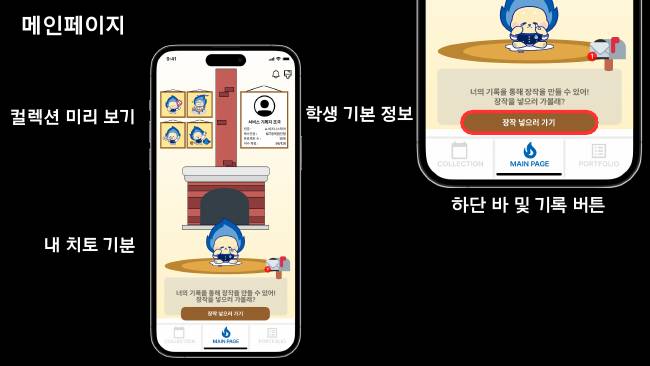 메인페이지
컬렉션 미리 보기
내 치토 기분
학생 기본 정보
하단 바 및 기록 버튼
9:41
너의 기록을 통해 장작을 만들 수 있어!
장작을 넣으러 가볼래?
장작 넣으러 가기
COLLECTION
MAIN PAGE
PORTFOLIO
1
너의 기록을 통해 장작을 만들 수 있어!
장작을 넣으러 가볼래?
장작 넣으러 가기
COLLECTION
MAIN PAGE
PORTFOLIO